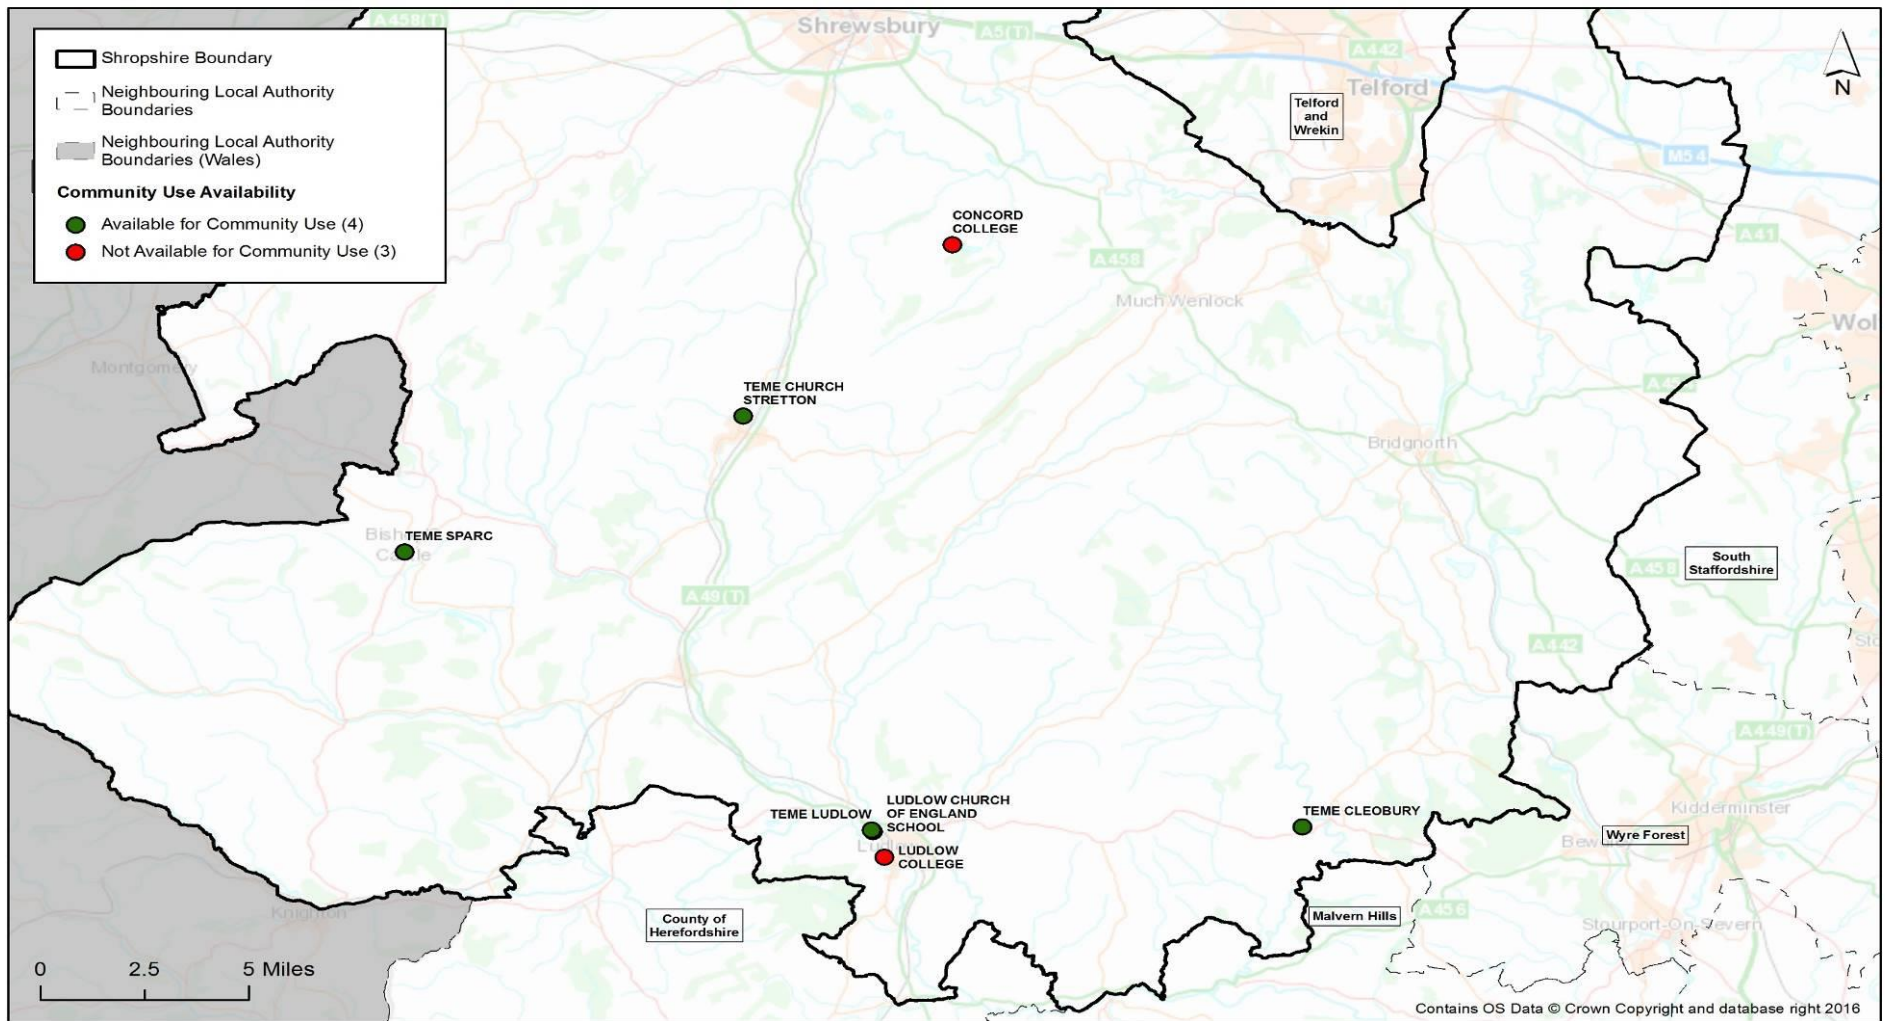 Shropshire Boundary
Neighbouring Local Authority
Boundaries
Neighbouring Local Authority
Boundaries (Wales)
Community Use Availability
Available for Community Use (4)
Not Available for Community Use (3)
A458(T)
Shrewsbury
A5(T)
A442
Telford
Telford
and
Wrekin
N
M54
CONCORD
COLLEGE
A41
A458
Much Wenlock
Montgomery
TEME CHURCH
STRETTON
Bridgnorth
TEME SPARC
A49(T)
South
Staffordshire
A458
A442
A449(T)
TEME LUDLOW
LUDLOW CHURCH
OF ENGLAND
SCHOOL
LUDLOW
COLLEGE
TEME CLEOBURY
Kidderminster
Wyre Forest
Knighton
County of
Herefordshire
Malvern Hills
A456
Stourport-On-Severn
0 2.5 5 Miles
Contains OS Data © Crown Copyright and database right 2016